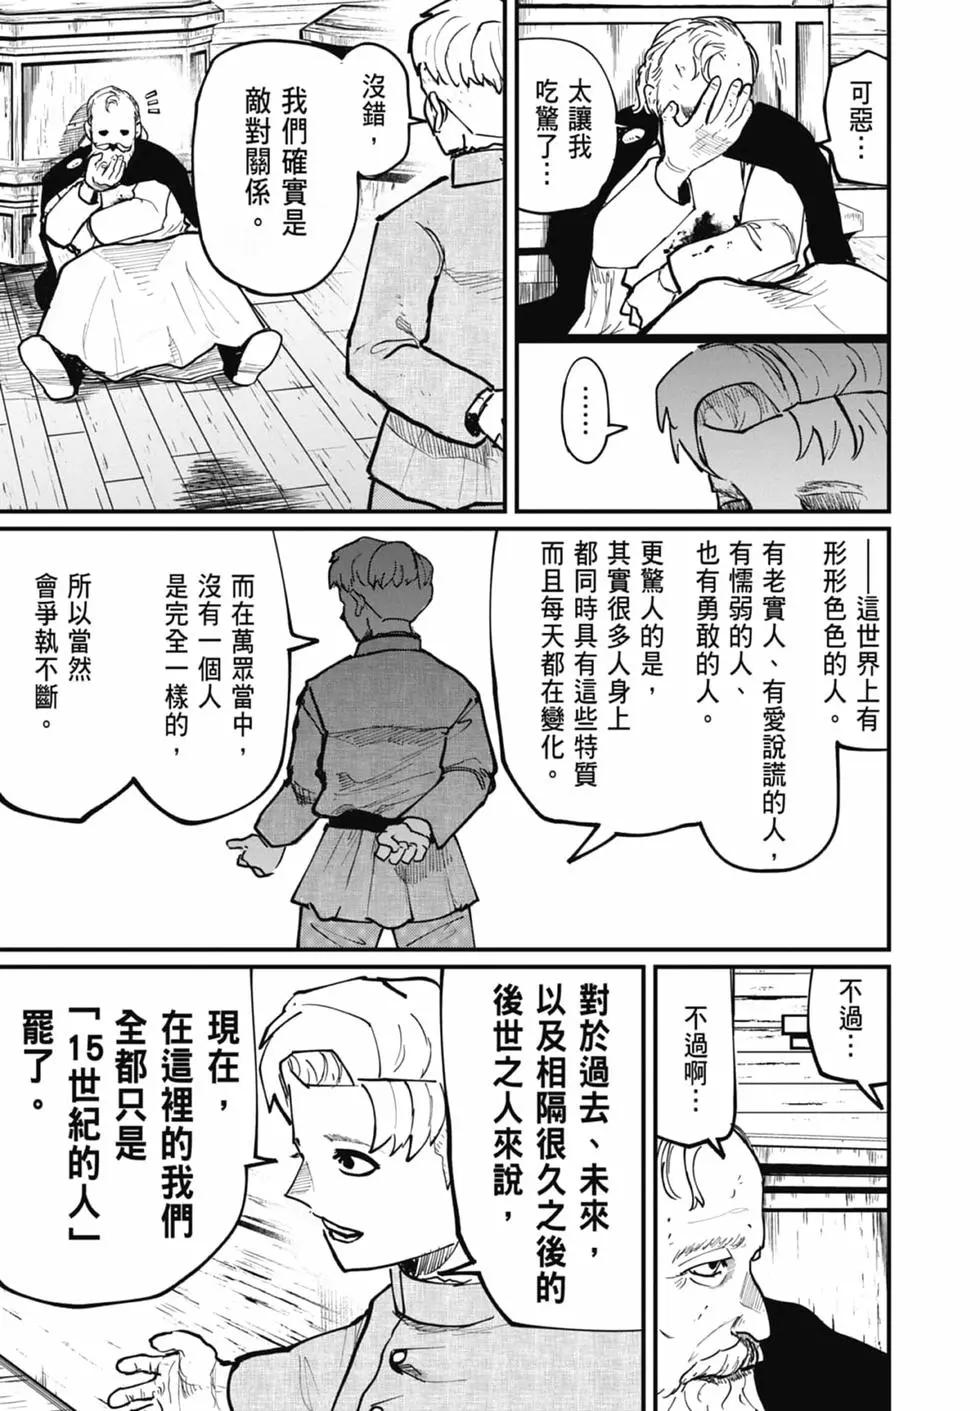 可惡⋯
太讓我
吃驚了⋯
⋯⋯
沒錯，
我們確實是
敵對關係。
──這世界上有
形形色色的人。
有老實人、有愛說謊的人，
有懦弱的人、
也有勇敢的人。
更驚人的是，
其實很多人身上
都同時具有這些特質
而且每天都在變化。
而在萬眾當中，
沒有一個人
是完全一樣的，
所以當然
會爭執不斷。
不過⋯
不過啊⋯
對於過去、未來，
以及相隔很久之後的
後世之人來說，
現在，
在這裡的我們
全都只是
「15世紀的人」
罷了。